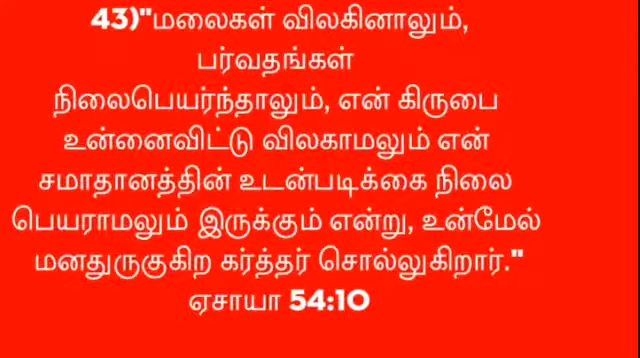 43)"மலைகள் விலகினாலும்,
பர்வதங்கள்
நிலைபெயர்ந்தாலும், என் கிருபை
உன்னைவிட்டு விலகாமலும் என்
சமாதானத்தின் உடன்படிக்கை நிலை
பெயராமலும் இருக்கும் என்று, உன்மேல்
மனதுருகுகிற கர்த்தர் சொல்லுகிறார்."
ஏசாயா 54:10